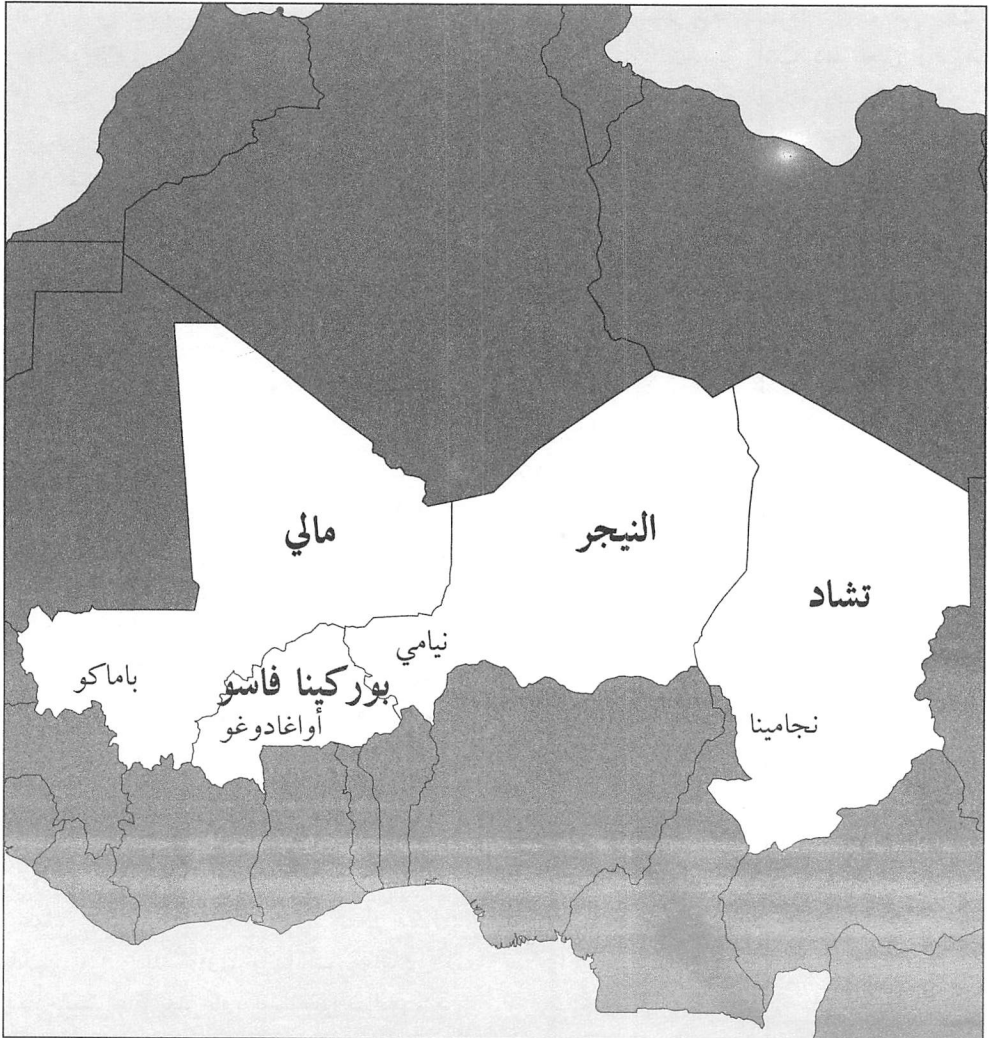 مالي
النيجر
تشاد
نيامي
باماكو
بوركينا فاسو
أواغادوغو
نجامينا